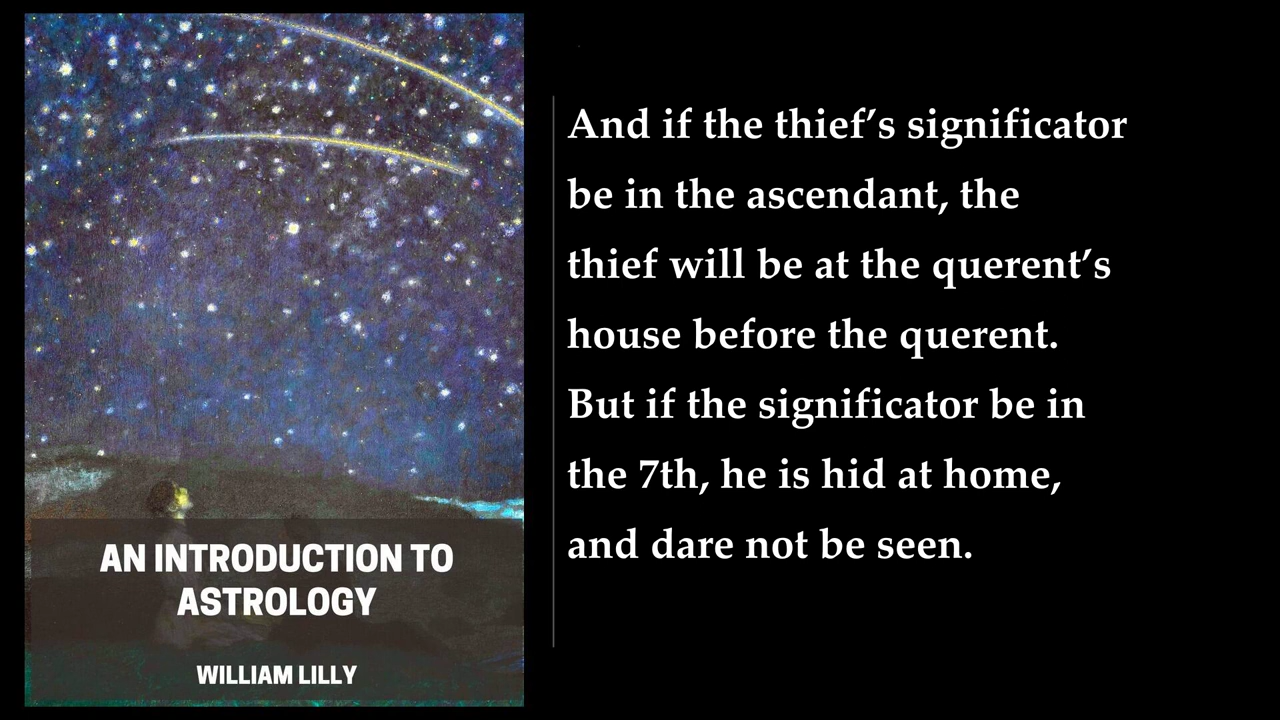 And if the thief’s significator
be in the ascendant, the
thief will be at the querent’s
house before the querent.
But if the significator be in
the 7th, he is hid at home,
and dare not be seen.
AN INTRODUCTION TO
ASTROLOGY
WILLIAM LILLY